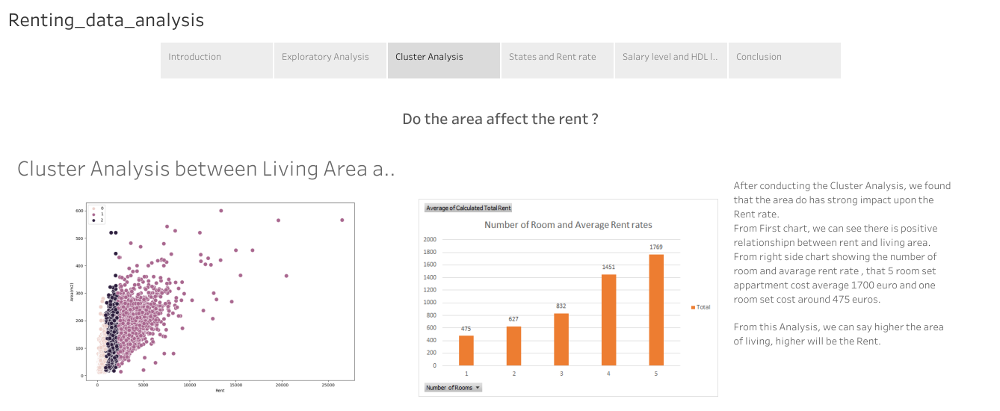 Renting_data_analysis
Introduction
Exploratory Analysis
Cluster Analysis
States and Rent rate
Salary level and HDL l..
Conclusion
Do the area affect the rent ?
Cluster Analysis between Living Area a..
0
1
2
600
500
400
300
200
100
0
Area(m2)
0
5000
10000
15000
20000
25000
Rent
Average of Calculated Total Rent
Number of Room and Average Rent rates
2000
1800
1600
1400
1200
1000
800
600
400
200
0
475
627
832
1451
1769
1
2
3
4
5
Total
Number of Rooms
After conducting the Cluster Analysis, we found
that the area do has strong impact upon the
Rent rate.
From First chart, we can see there is positive
relationshipn between rent and living area.
From right side chart showing the number of
room and avarage rent rate , that 5 room set
appartment cost average 1700 euro and one
room set cost around 475 euros.
From this Analysis, we can say higher the area
of living, higher will be the Rent.